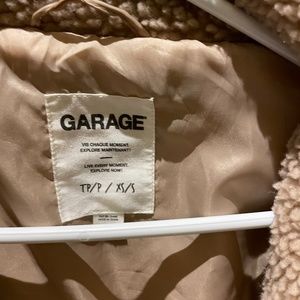 GARAGE
VIS CHAQUE MOMENT.
EXPLORE MAINTENANT!
LIVE EVERY MOMENT.
EXPLORE NOW!
TP/P / XS/S